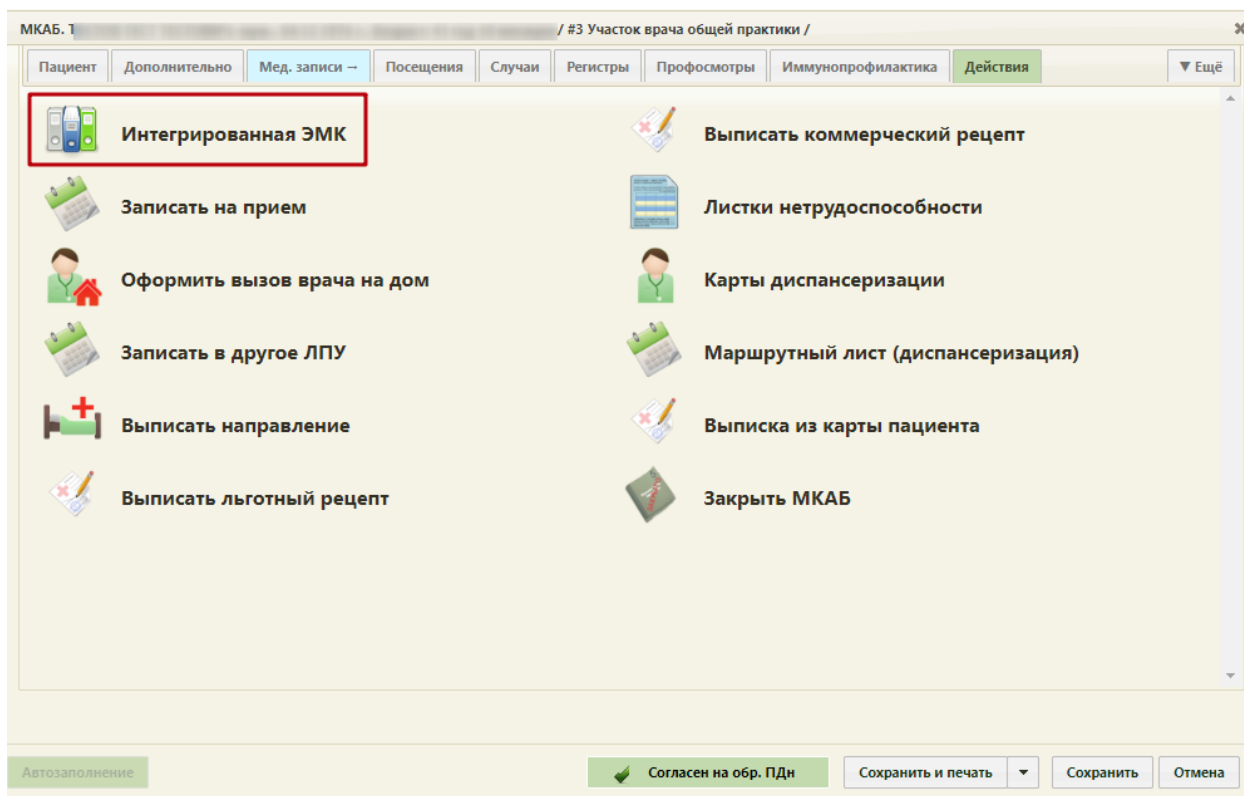 МКАБ. Т / #3 Участок врача общей практики /
Пациент Дополнительно Мед. записи → Посещения Случаи Регистры Профосмотры Иммунопрофилактика Действия ▼ Ещё
Интегрированная ЭМК
Выписать коммерческий рецепт
Записать на прием
Листки нетрудоспособности
Оформить вызов врача на дом
Карты диспансеризации
Записать в другое ЛПУ
Маршрутный лист (диспансеризация)
Выписать направление
Выписка из карты пациента
Выписать льготный рецепт
Закрыть МКАБ
Автозаполнение Согласен на обр. ПДн Сохранить и печать Сохранить Отмена